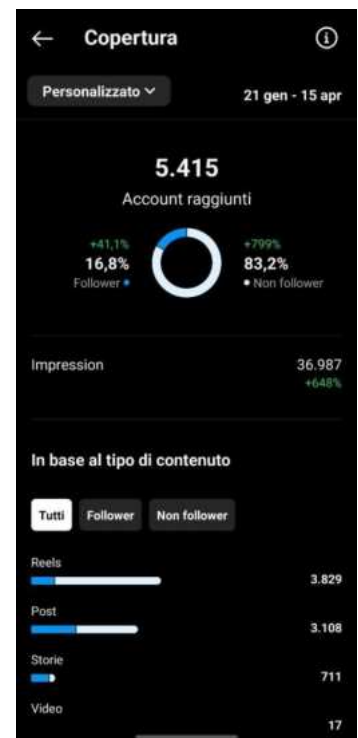 Copertura
Personalizzato
21 gen - 15 apr
5.415
Account raggiunti
+41,1%
16,8%
Follower
+799%
83,2%
Non follower
Impression
36.987
+648%
In base al tipo di contenuto
Tutti
Follower
Non follower
Reels
3.829
Post
3.108
Storie
711
Video
17